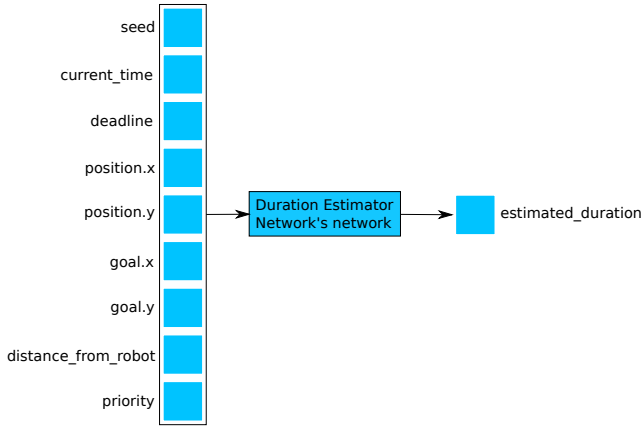 seed
current_time
deadline
position.x
position.y
goal.x
goal.y
distance_from_robot
priority
Duration Estimator
Network's network
estimated_duration